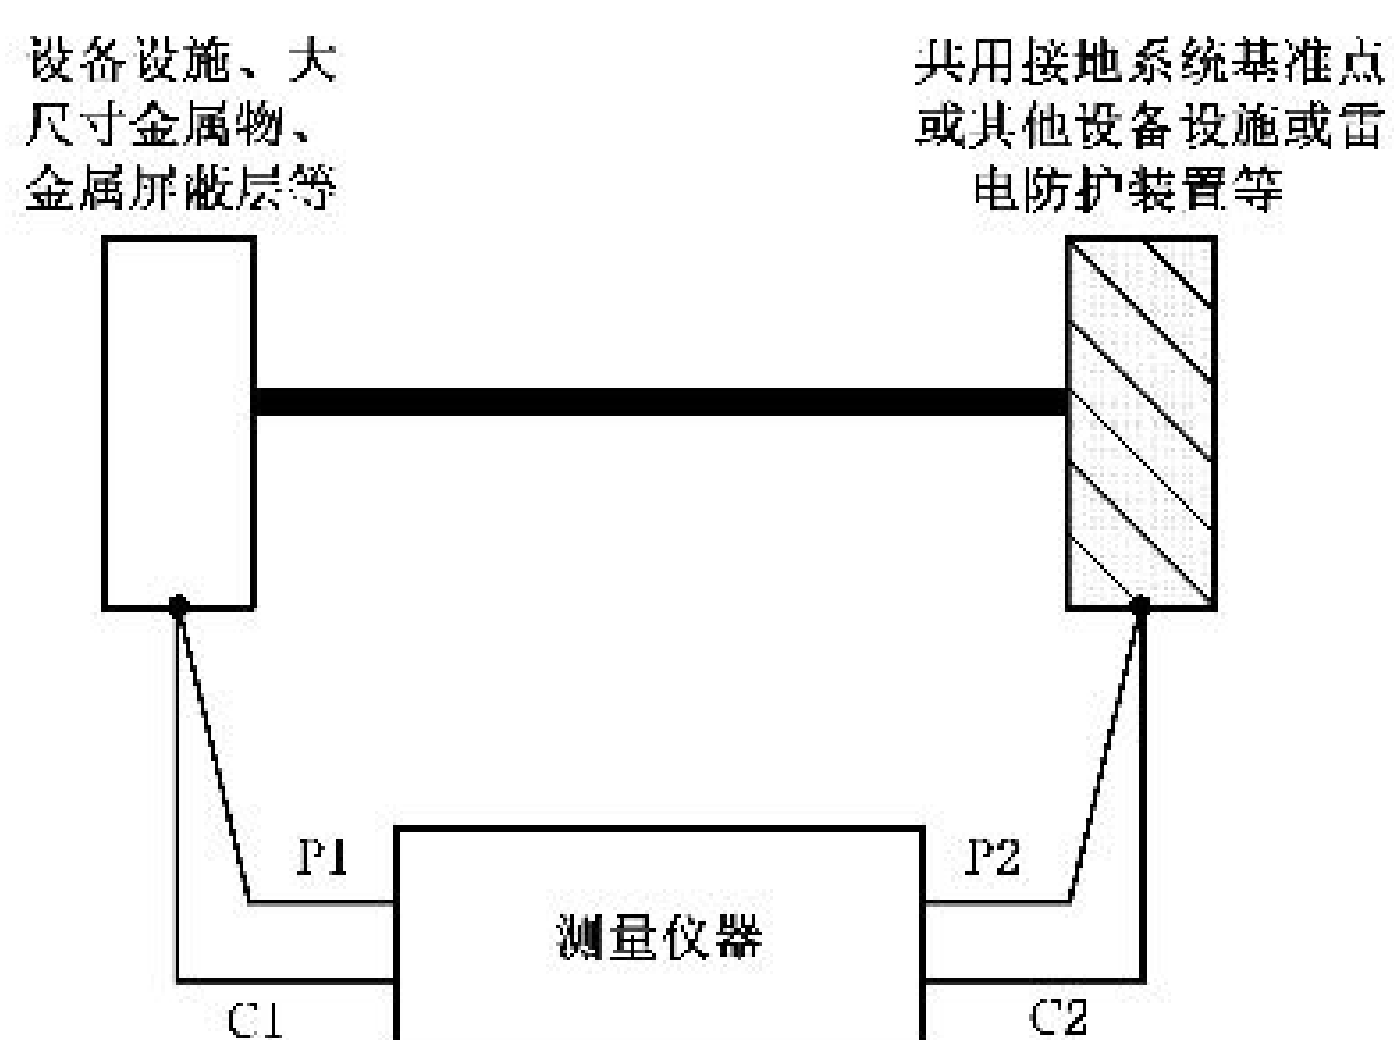 设备设施、大
尺寸金属物、
金属屏蔽层等
共用接地系统基准点
或其他设备设施或雷
电防护装置等
P1
P2
测量仪器
C1
C2